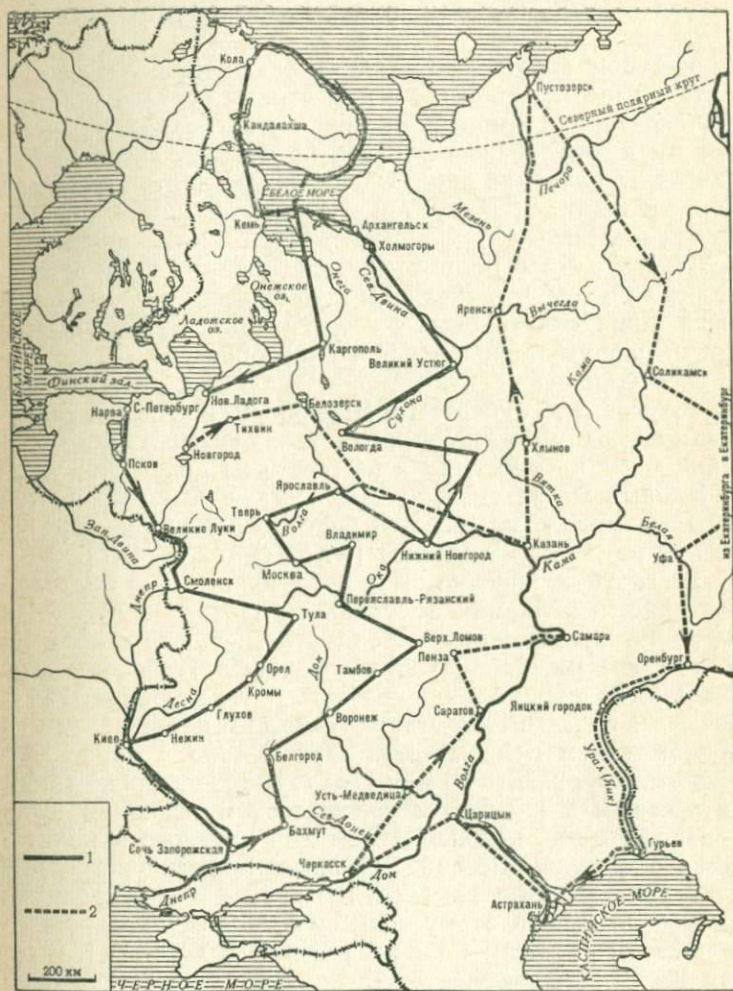 Кола
Пустозерск
Северный полярный круг
Кандалакша
Печора
БЕЛОЕ МОРЕ
Мезень
Кемь
Архангельск
Холмогоры
Онега
Сев. Двина
Онежское
оз.
Яренск
Вычегда
Ладожское
оз.
БАЛТИЙСКОЕ
МОРЕ
Каргополь
Великий Устюг
Кама
Соликамск
Финский зал.
С-Петербург
Нов. Ладога
Белозерск
Сухона
Нарва
Тихвин
Вологда
Хлынов
Новгород
Псков
Ярославль
Вятка
из Екатеринбурга в Екатеринбург
Тверь
Волга
Великие Луки
Владимир
Белая
Зап. Двина
Нижний Новгород
Казань
Кама
Уфа
Москва
Ока
Днепр
Смоленск
Переяславль-Рязанский
Тула
Верх. Ломов
Самара
Пенза
Дон
Орел
Тамбов
Оренбург
Кромы
Десна
Саратов
Яицкий городок
Глухов
Воронеж
Киев
Нежин
Белгород
Волга
Урал (Яик)
Усть-Медведица
Царицын
Сев. Донец
Бахмут
1
Сечь Запорожская
Черкасск
Дон
Гурьев
2
Днепр
Астрахань
КАСПИЙСКОЕ МОРЕ
200 км
ЧЕРНОЕ МОРЕ